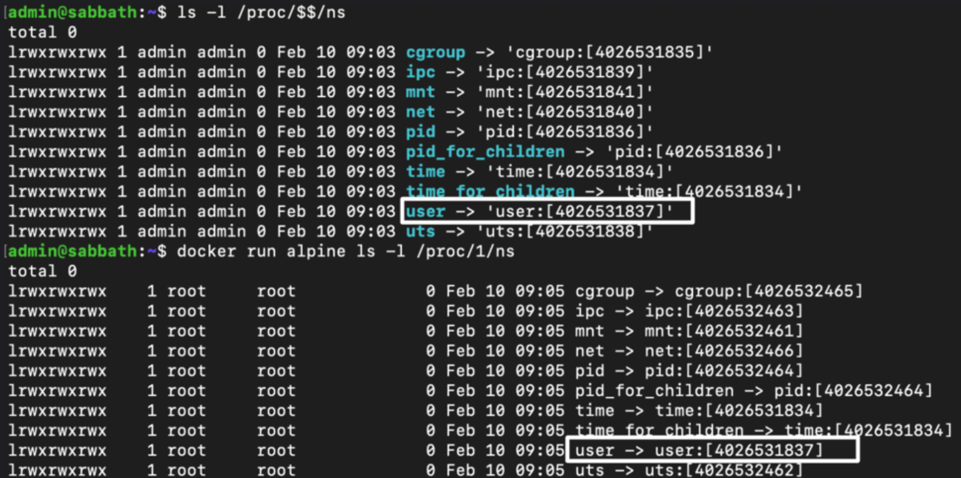 [admin@sabbath:~$ ls -l /proc/$$/ns
total 0
lrwxrwxrwx 1 admin admin 0 Feb 10 09:03 cgroup -> 'cgroup:[4026531835]'
lrwxrwxrwx 1 admin admin 0 Feb 10 09:03 ipc -> 'ipc:[4026531839]'
lrwxrwxrwx 1 admin admin 0 Feb 10 09:03 mnt -> 'mnt:[4026531841]'
lrwxrwxrwx 1 admin admin 0 Feb 10 09:03 net -> 'net:[4026531840]'
lrwxrwxrwx 1 admin admin 0 Feb 10 09:03 pid -> 'pid:[4026531836]'
lrwxrwxrwx 1 admin admin 0 Feb 10 09:03 pid_for_children -> 'pid:[4026531836]'
lrwxrwxrwx 1 admin admin 0 Feb 10 09:03 time -> 'time:[4026531834]'
lrwxrwxrwx 1 admin admin 0 Feb 10 09:03 time_for_children -> 'time:[4026531834]'
lrwxrwxrwx 1 admin admin 0 Feb 10 09:03 user -> 'user:[4026531837]'
lrwxrwxrwx 1 admin admin 0 Feb 10 09:03 uts -> 'uts:[4026531838]'
[admin@sabbath:~$ docker run alpine ls -l /proc/1/ns
total 0
lrwxrwxrwx    1 root     root             0 Feb 10 09:05 cgroup -> cgroup:[4026532465]
lrwxrwxrwx    1 root     root             0 Feb 10 09:05 ipc -> ipc:[4026532463]
lrwxrwxrwx    1 root     root             0 Feb 10 09:05 mnt -> mnt:[4026532461]
lrwxrwxrwx    1 root     root             0 Feb 10 09:05 net -> net:[4026532466]
lrwxrwxrwx    1 root     root             0 Feb 10 09:05 pid -> pid:[4026532464]
lrwxrwxrwx    1 root     root             0 Feb 10 09:05 pid_for_children -> pid:[4026532464]
lrwxrwxrwx    1 root     root             0 Feb 10 09:05 time -> time:[4026531834]
lrwxrwxrwx    1 root     root             0 Feb 10 09:05 time_for_children -> time:[4026531834]
lrwxrwxrwx    1 root     root             0 Feb 10 09:05 user -> user:[4026531837]
lrwxrwxrwx    1 root     root             0 Feb 10 09:05 uts -> uts:[4026532462]